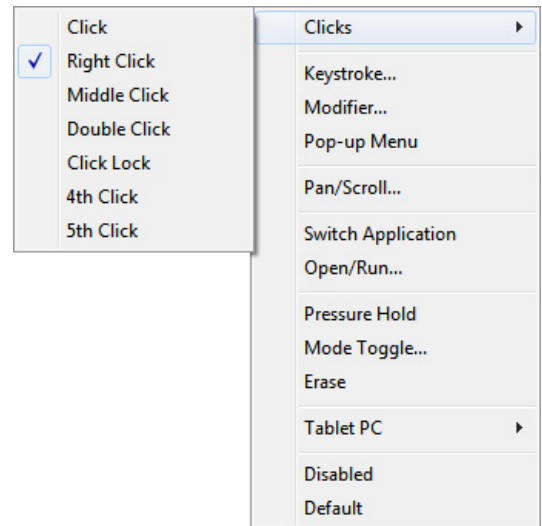 Click
Right Click
Middle Click
Double Click
Click Lock
4th Click
5th Click
Clicks
Keystroke...
Modifier...
Pop-up Menu
Pan/Scroll...
Switch Application
Open/Run...
Pressure Hold
Mode Toggle...
Erase
Tablet PC
Disabled
Default